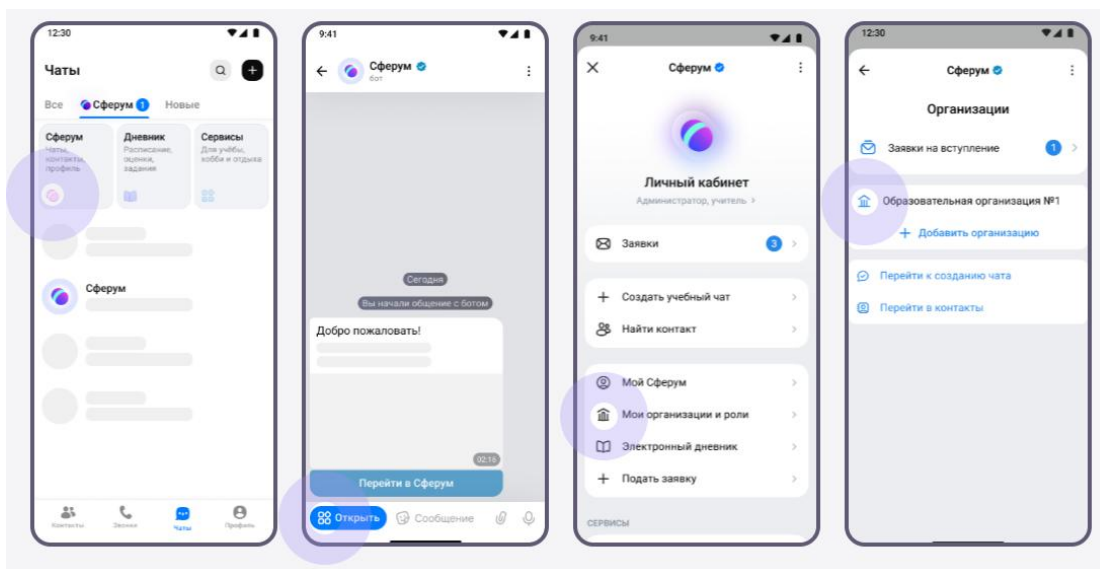 12:30
Чаты
Все
Сферум 1
Новые
Сферум
Чаты,
контакты,
профиль
Дневник
Расписание,
оценки,
задания
Сервисы
Для учёбы,
хобби и отдыха
Сферум
Контакты
Звонки
Чаты
Профиль
9:41
Сферум
бот
Сегодня
Вы начали общение с ботом
Добро пожаловать!
02:16
Перейти в Сферум
Открыть
Сообщение
9:41
Сферум
Личный кабинет
Администратор, учитель >
Заявки 3
Создать учебный чат
Найти контакт
Мой Сферум
Мои организации и роли
Электронный дневник
Подать заявку
СЕРВИСЫ
12:30
Сферум
Организации
Заявки на вступление 1
Образовательная организация №1
+ Добавить организацию
Перейти к созданию чата
Перейти в контакты